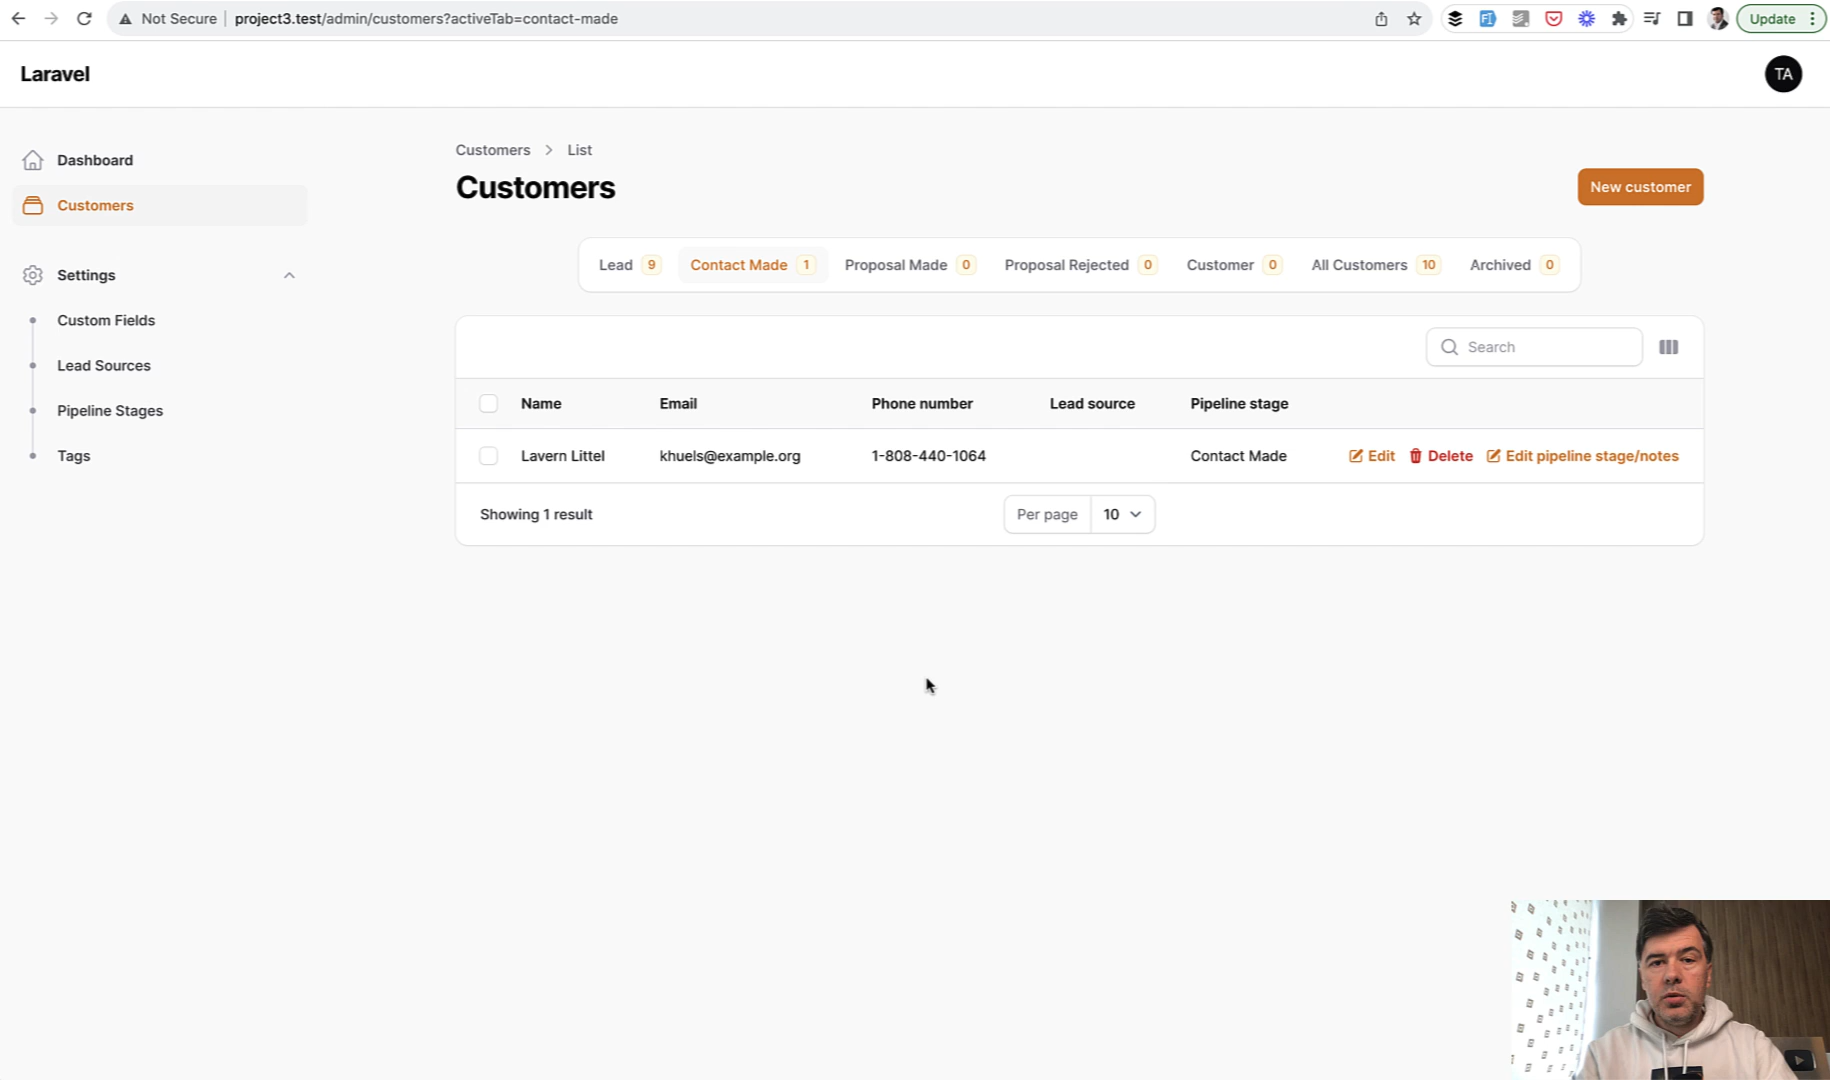 Not Secure | project3.test/admin/customers?activeTab=contact-made
Update
Laravel
TA
Dashboard
Customers
Settings
Custom Fields
Lead Sources
Pipeline Stages
Tags
Customers > List
Customers
New customer
Lead 9 Contact Made 1 Proposal Made 0 Proposal Rejected 0 Customer 0 All Customers 10 Archived 0
Search
Name Email Phone number Lead source Pipeline stage
Lavern Littel khuels@example.org 1-808-440-1064 Contact Made Edit Delete Edit pipeline stage/notes
Showing 1 result Per page 10